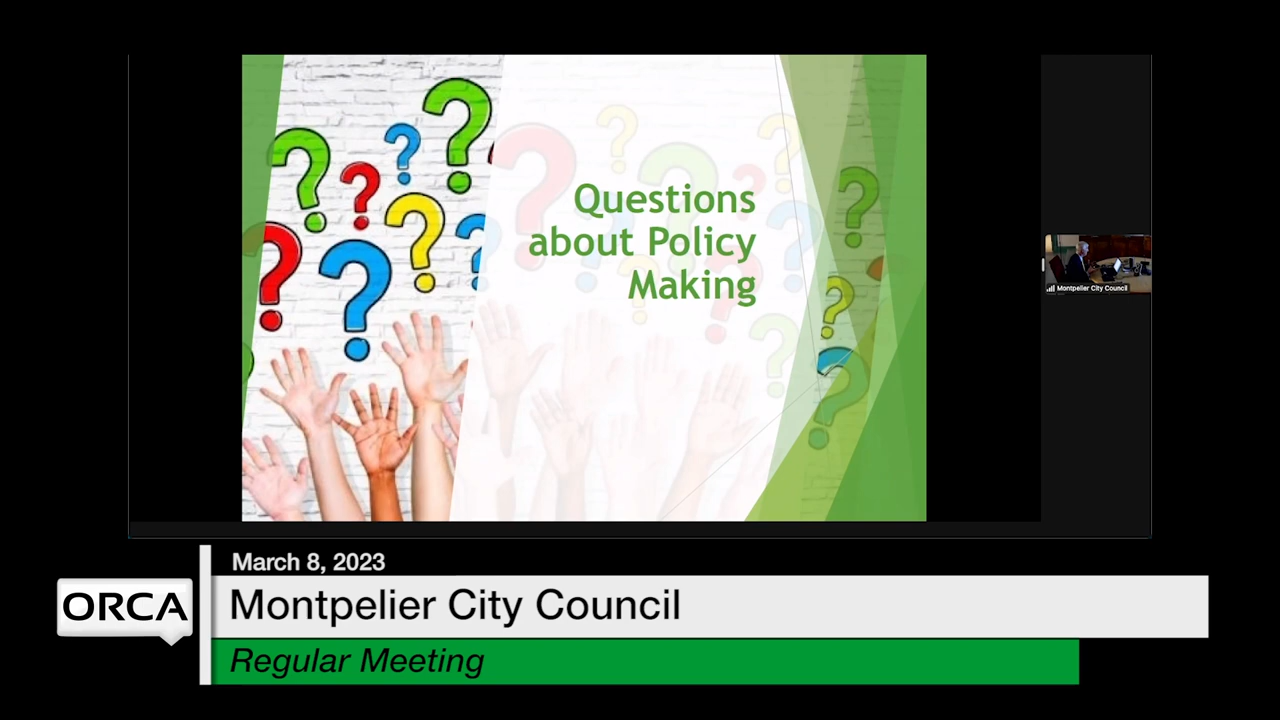 Questions
about Policy
Making
Montpelier City Council
March 8, 2023
ORCA
Montpelier City Council
Regular Meeting